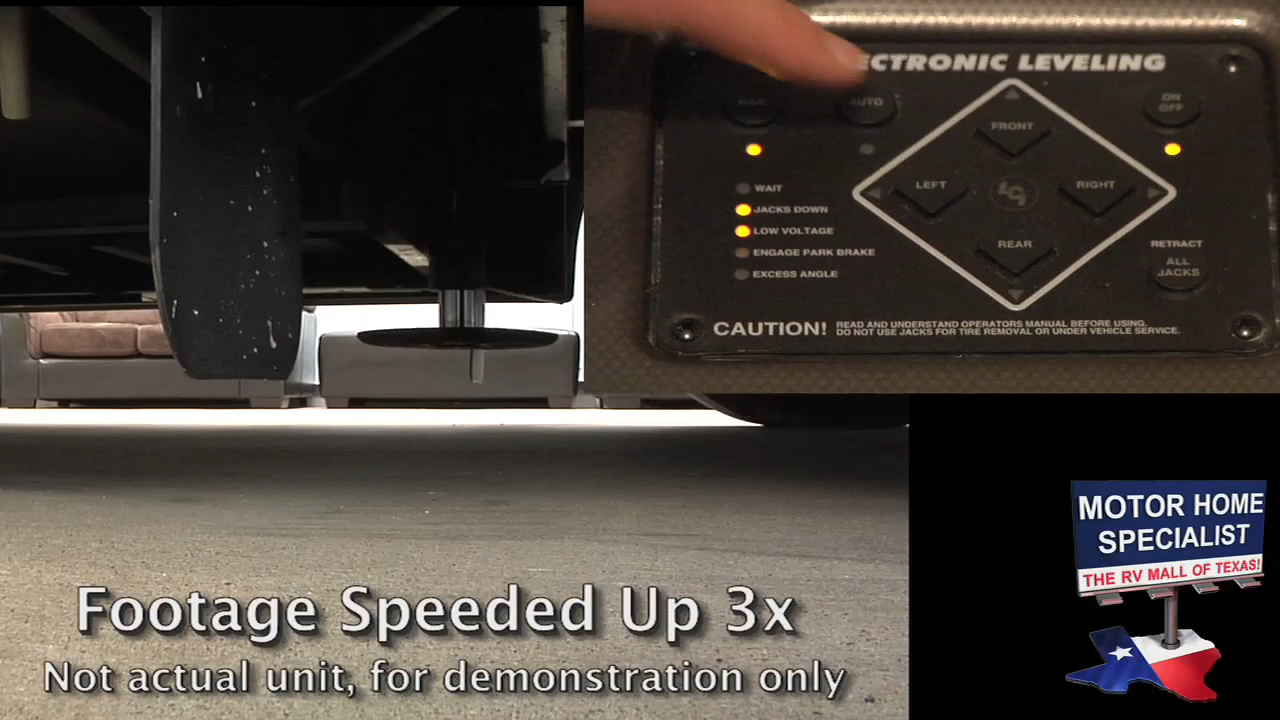 ECTRONIC LEVELING
AUTO
ON
OFF
FRONT
LEFT
RIGHT
REAR
WAIT
JACKS DOWN
LOW VOLTAGE
ENGAGE PARK BRAKE
EXCESS ANGLE
RETRACT
ALL
JACKS
CAUTION! READ AND UNDERSTAND OPERATORS MANUAL BEFORE USING.
DO NOT USE JACKS FOR TIRE REMOVAL OR UNDER VEHICLE SERVICE.
MOTOR HOME
SPECIALIST
THE RV MALL OF TEXAS!
Footage Speeded Up 3x
Not actual unit, for demonstration only